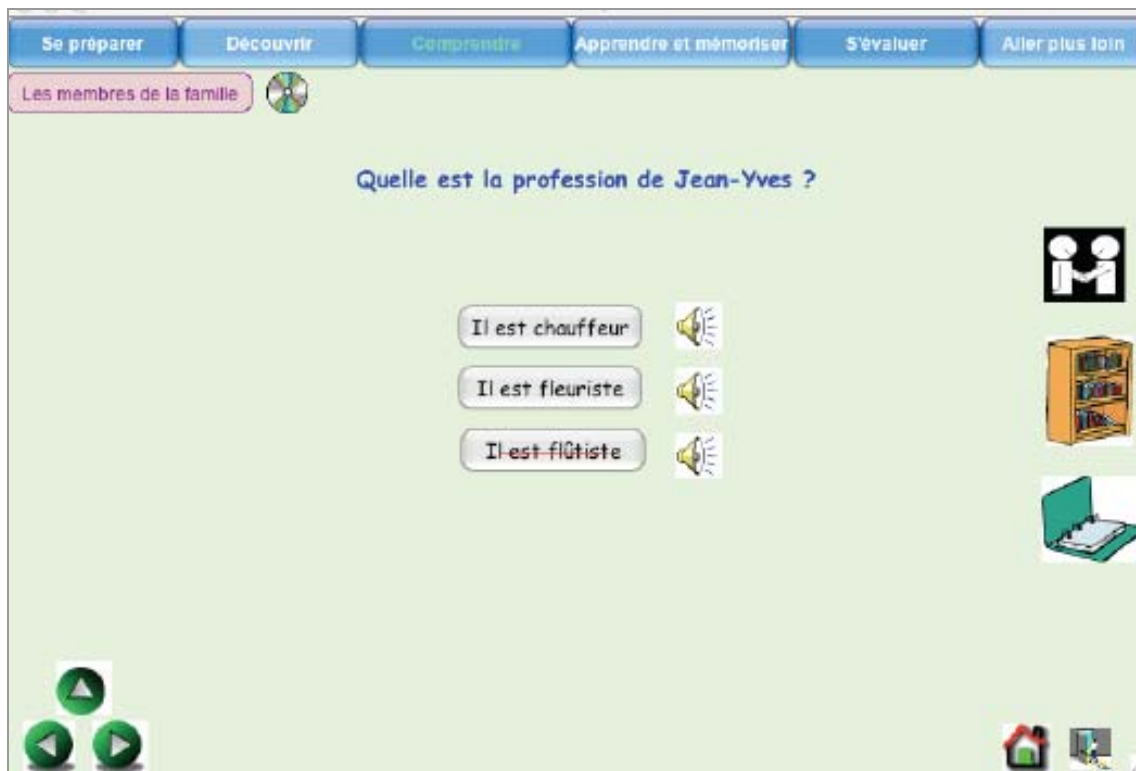 Se préparer
Découvrir
Comprendre
Apprendre et mémoriser
S'évaluer
Aller plus loin
Les membres de la famille
Quelle est la profession de Jean-Yves ?
Il est chauffeur
Il est fleuriste
Il est flûtiste